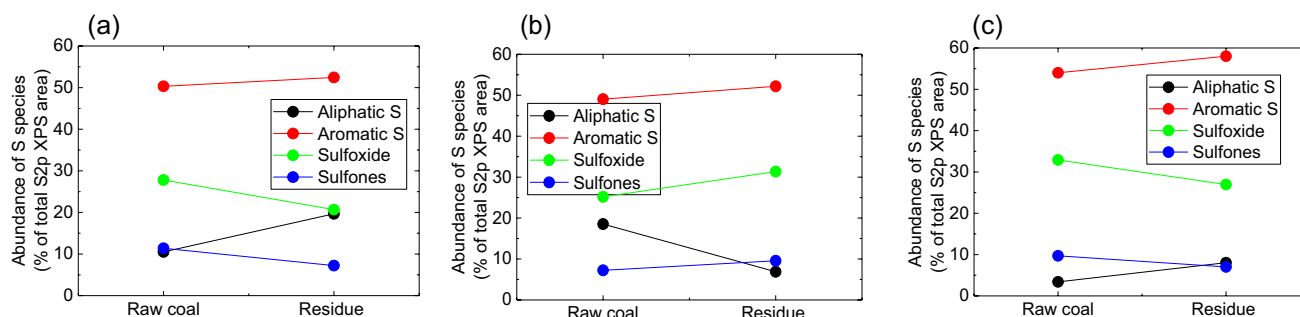 (a)
Abundance of S species
(% of total S2p XPS area)
60
50
40
30
20
10
0
Aliphatic S
Aromatic S
Sulfoxide
Sulfones
Raw coal
Residue
(b)
Abundance of S species
(% of total S2p XPS area)
60
50
40
30
20
10
0
Aliphatic S
Aromatic S
Sulfoxide
Sulfones
Raw coal
Residue
(c)
Abundance of S species
(% of total S2p XPS area)
60
50
40
30
20
10
0
Aliphatic S
Aromatic S
Sulfoxide
Sulfones
Raw coal
Residue